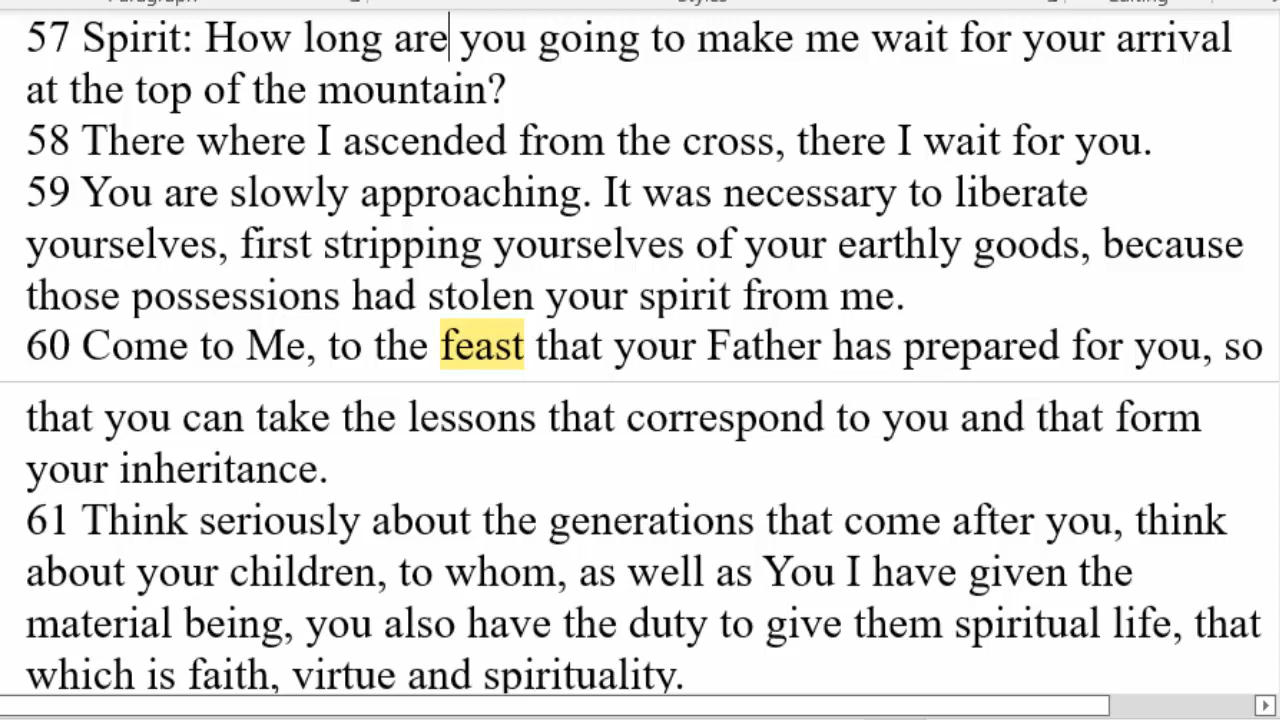 57 Spirit: How long are you going to make me wait for your arrival
at the top of the mountain?
58 There where I ascended from the cross, there I wait for you.
59 You are slowly approaching. It was necessary to liberate
yourselves, first stripping yourselves of your earthly goods, because
those possessions had stolen your spirit from me.
60 Come to Me, to the feast that your Father has prepared for you, so
that you can take the lessons that correspond to you and that form
your inheritance.
61 Think seriously about the generations that come after you, think
about your children, to whom, as well as You I have given the
material being, you also have the duty to give them spiritual life, that
which is faith, virtue and spirituality.